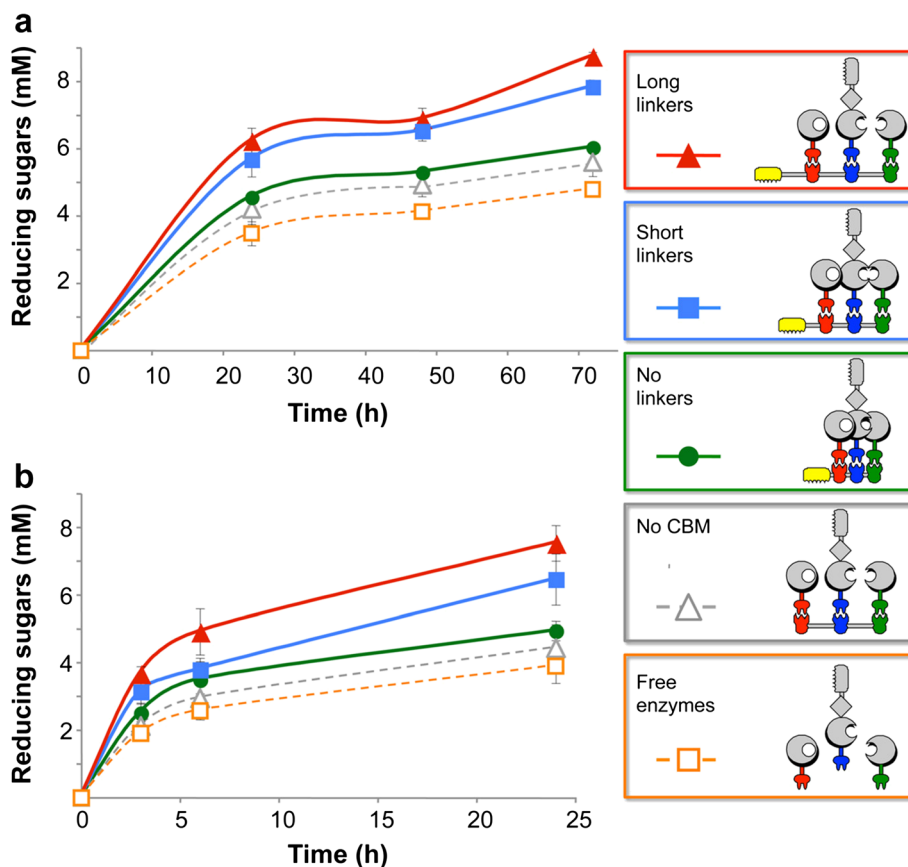 a
Reducing sugars (mM)
8
6
4
2
0 10 20 30 40 50 60 70
Time (h)
b
Reducing sugars (mM)
8
6
4
2
0 5 10 15 20 25
Time (h)
Long
linkers
Short
linkers
No
linkers
No CBM
Free
enzymes